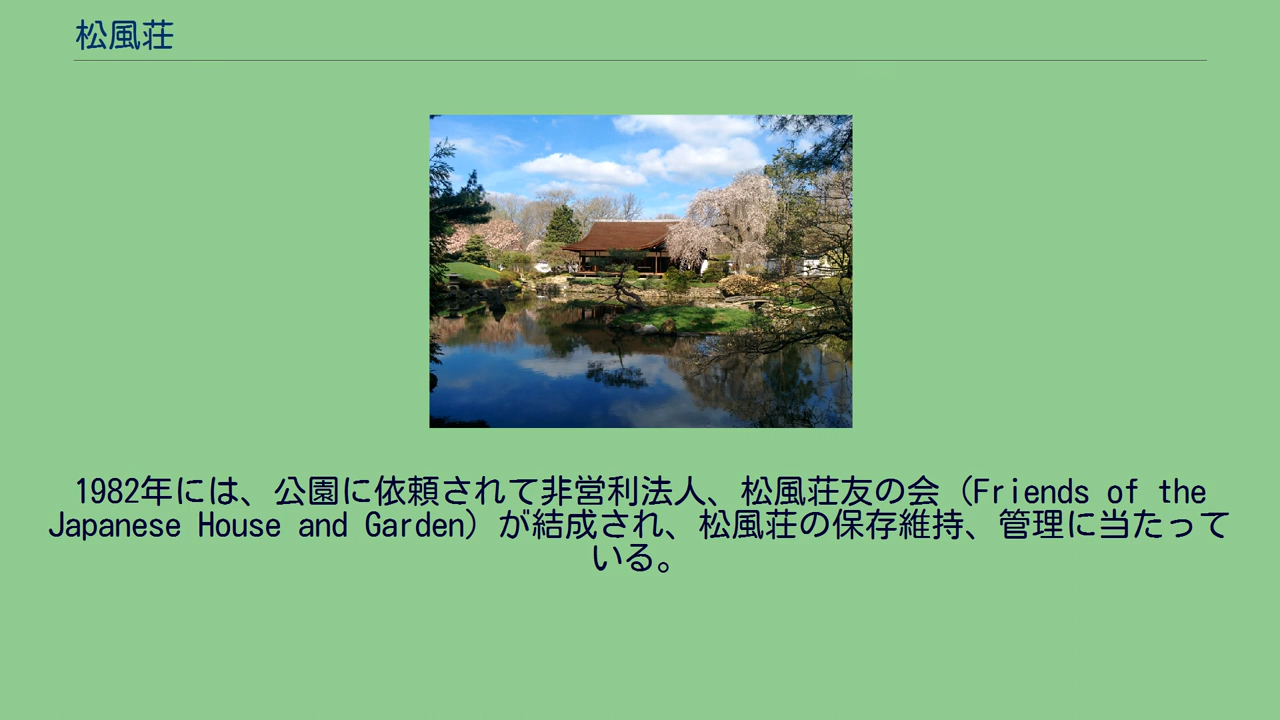 松風荘
1982年には、公園に依頼されて非営利法人、松風荘友の会（Friends of the
Japanese House and Garden）が結成され、松風荘の保存維持、管理に当たって
いる。